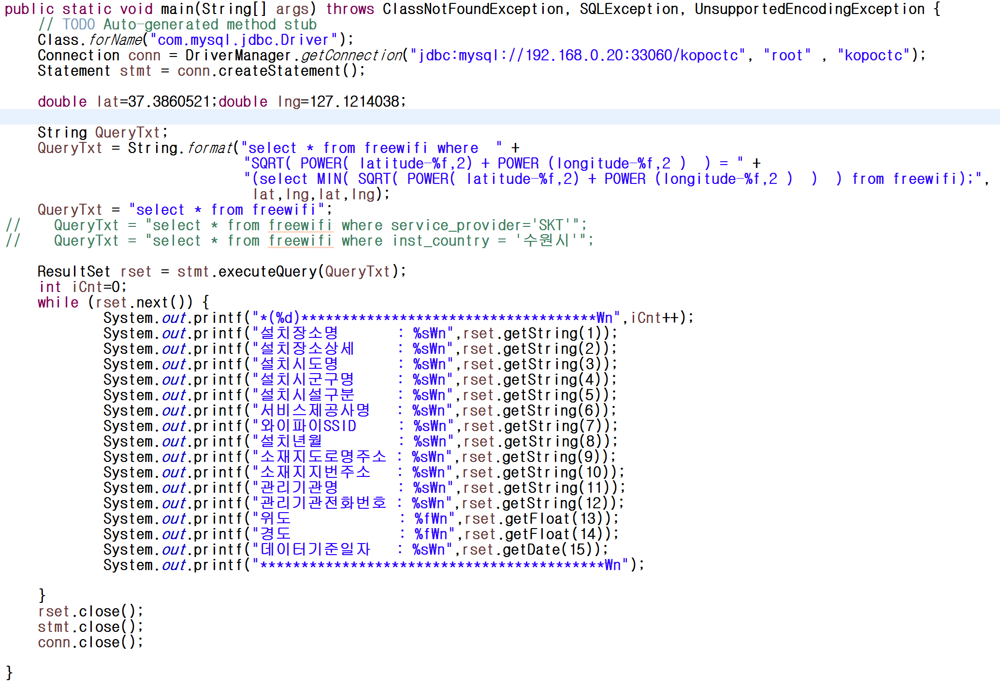 public static void main(String[] args) throws ClassNotFoundException, SQLException, UnsupportedEncodingException {
    // TODO Auto-generated method stub
    Class.forName("com.mysql.jdbc.Driver");
    Connection conn = DriverManager.getConnection("jdbc:mysql://192.168.0.20:33060/kopoctc", "root" , "kopoctc");
    Statement stmt = conn.createStatement();

    double lat=37.3860521;double lng=127.1214038;

    String QueryTxt;
    QueryTxt = String.format("select * from freewifi where  " +
                             "SQRT( POWER( latitude-%f,2) + POWER (longitude-%f,2 )  ) = " +
                             "(select MIN( SQRT( POWER( latitude-%f,2) + POWER (longitude-%f,2 )  )  ) from freewifi);",
                              lat,lng,lat,lng);
    QueryTxt = "select * from freewifi";
//    QueryTxt = "select * from freewifi where service_provider='SKT'";
//    QueryTxt = "select * from freewifi where inst_country = '수원시'";

    ResultSet rset = stmt.executeQuery(QueryTxt);
    int iCnt=0;
    while (rset.next()) {
            System.out.printf("*(%d)************************************₩n",iCnt++);
            System.out.printf("설치장소명       : %s₩n",rset.getString(1));
            System.out.printf("설치장소상세     : %s₩n",rset.getString(2));
            System.out.printf("설치시도명       : %s₩n",rset.getString(3));
            System.out.printf("설치시군구명     : %s₩n",rset.getString(4));
            System.out.printf("설치시설구분     : %s₩n",rset.getString(5));
            System.out.printf("서비스제공사명   : %s₩n",rset.getString(6));
            System.out.printf("와이파이SSID     : %s₩n",rset.getString(7));
            System.out.printf("설치년월         : %s₩n",rset.getString(8));
            System.out.printf("소재지도로명주소 : %s₩n",rset.getString(9));
            System.out.printf("소재지지번주소   : %s₩n",rset.getString(10));
            System.out.printf("관리기관명       : %s₩n",rset.getString(11));
            System.out.printf("관리기관전화번호 : %s₩n",rset.getString(12));
            System.out.printf("위도             : %f₩n",rset.getFloat(13));
            System.out.printf("경도             : %f₩n",rset.getFloat(14));
            System.out.printf("데이터기준일자   : %s₩n",rset.getDate(15));
            System.out.printf("******************************************₩n");

    }
    rset.close();
    stmt.close();
    conn.close();

}